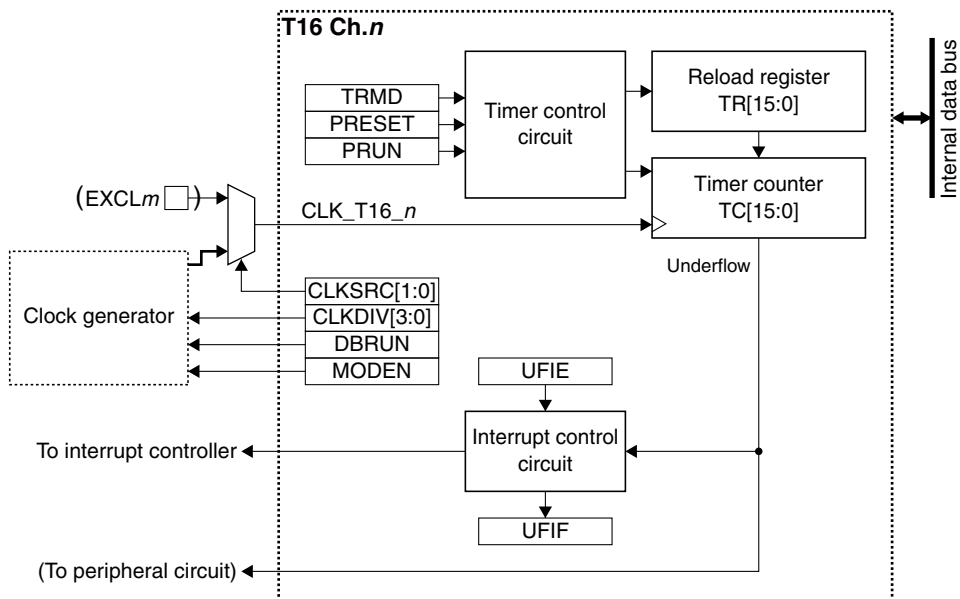 T16 Ch.n
TRMD
PRESET
PRUN
Timer control
circuit
Reload register
TR[15:0]
Timer counter
TC[15:0]
Internal data bus
(EXCLm )
CLK_T16_n
Underflow
Clock generator
CLKSRC[1:0]
CLKDIV[3:0]
DBRUN
MODEN
UFIE
Interrupt control
circuit
UFIF
To interrupt controller
(To peripheral circuit)